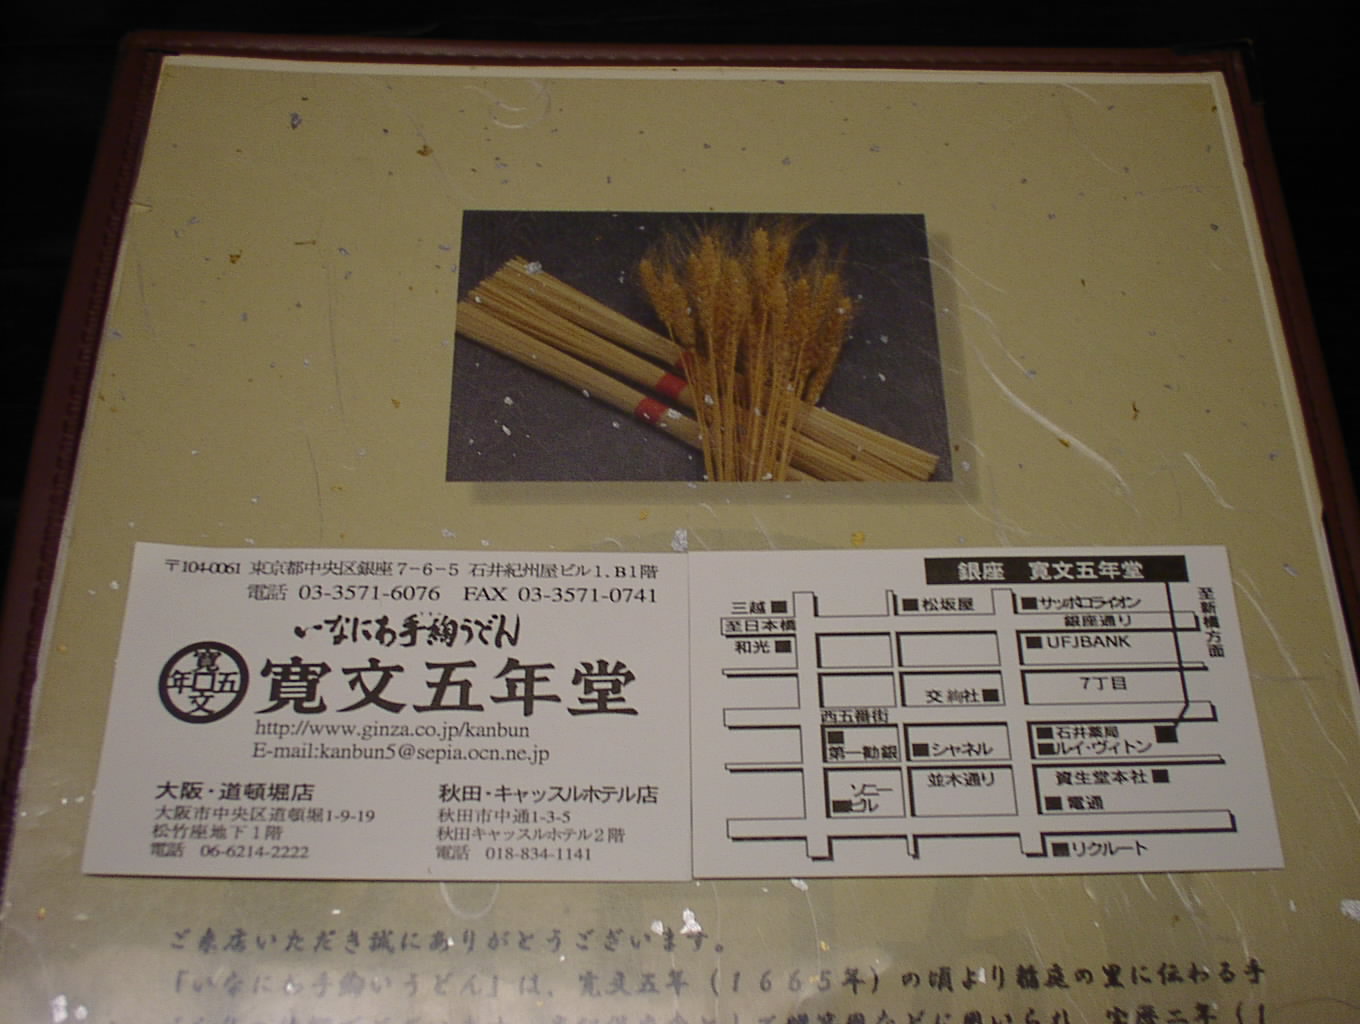 〒104-0061 東京都中央区銀座7-6-5 石井紀州屋ビル1.B1階
電話 03-3571-6076 FAX 03-3571-0741
いなにわ手綯うどん
寛文五年堂
寛文五年堂
http://www.ginza.co.jp/kanbun
E-mail:kanbun5@sepia.ocn.ne.jp
大阪・道頓堀店
大阪市中央区道頓堀1-9-19
松竹座地下1階
電話 06-6214-2222
秋田・キャッスルホテル店
秋田市中通1-3-5
秋田キャッスルホテル2階
電話 018-834-1141
銀座 寛文五年堂
至新橋方面
三越
松坂屋
サッポロライオン
至日本橋
銀座通り
和光
UFJBANK
7丁目
交詢社
西五番街
石井薬局
第一勧銀
シャネル
ルイ・ヴィトン
並木通り
資生堂本社
ソニービル
電通
リクルート
ご来店いただき誠にありがとうございます。
「いなにわ手綯いうどん」は、寛文五年(1665年)の頃より稲庭の里に伝わる手